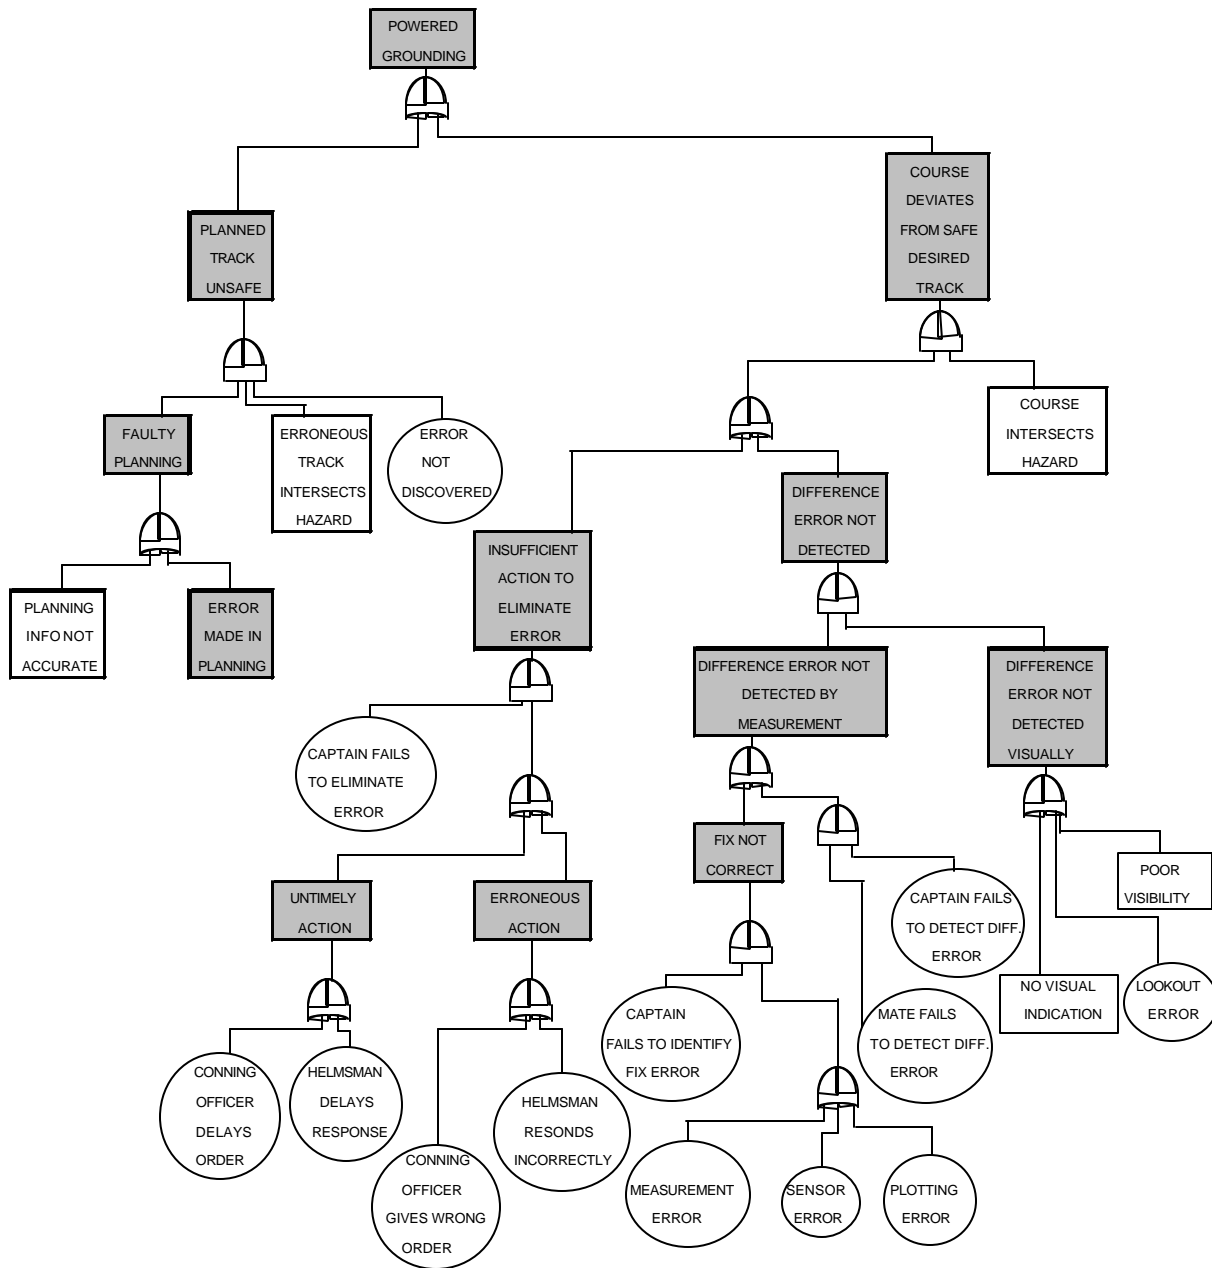 POWERED
GROUNDING
COURSE
DEVIATES
FROM SAFE
DESIRED
TRACK
PLANNED
TRACK
UNSAFE
FAULTY
PLANNING
ERRONEOUS
TRACK
INTERSECTS
HAZARD
ERROR
NOT
DISCOVERED
COURSE
INTERSECTS
HAZARD
DIFFERENCE
ERROR NOT
DETECTED
INSUFFICIENT
ACTION TO
ELIMINATE
ERROR
PLANNING
INFO NOT
ACCURATE
ERROR
MADE IN
PLANNING
DIFFERENCE ERROR NOT
DETECTED BY
MEASUREMENT
DIFFERENCE
ERROR NOT
DETECTED
VISUALLY
CAPTAIN FAILS
TO ELIMINATE
ERROR
FIX NOT
CORRECT
POOR
VISIBILITY
UNTIMELY
ACTION
ERRONEOUS
ACTION
CAPTAIN FAILS
TO DETECT DIFF.
ERROR
NO VISUAL
INDICATION
LOOKOUT
ERROR
CAPTAIN
FAILS TO IDENTIFY
FIX ERROR
MATE FAILS
TO DETECT DIFF.
ERROR
CONNING
OFFICER
DELAYS
ORDER
HELMSMAN
DELAYS
RESPONSE
HELMSMAN
RESONDS
INCORRECTLY
CONNING
OFFICER
GIVES WRONG
ORDER
MEASUREMENT
ERROR
SENSOR
ERROR
PLOTTING
ERROR